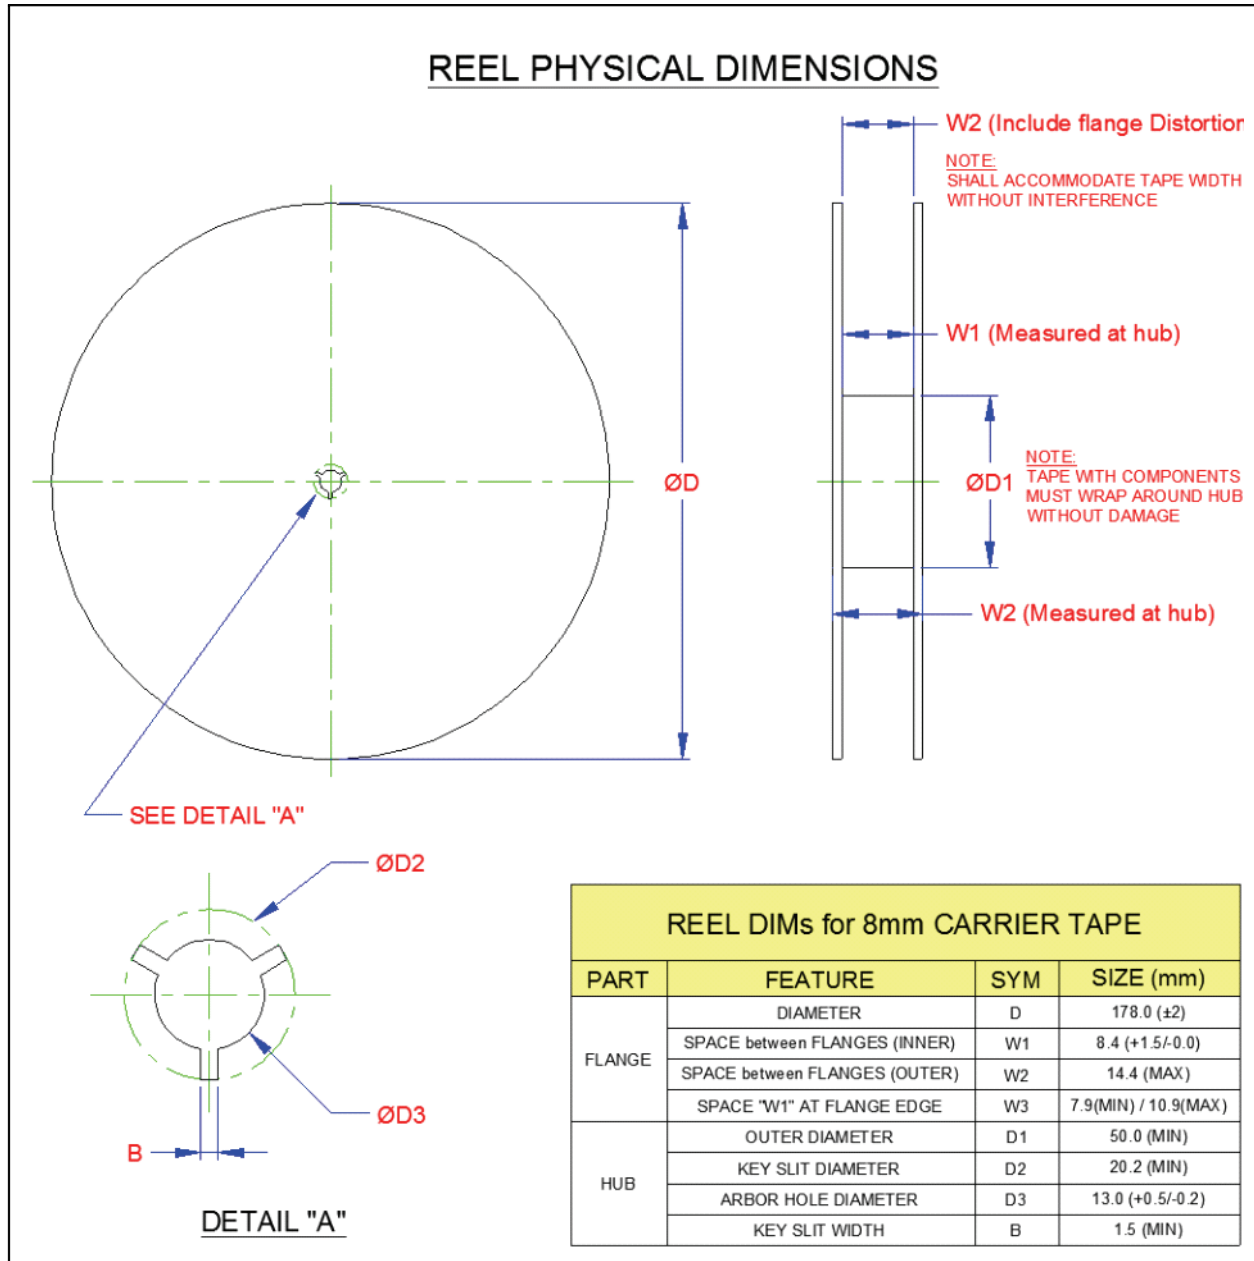 REEL PHYSICAL DIMENSIONS
W2 (Include flange Distortion
NOTE:
SHALL ACCOMMODATE TAPE WIDTH
WITHOUT INTERFERENCE
W1 (Measured at hub)
ØD
ØD1
NOTE:
TAPE WITH COMPONENTS
MUST WRAP AROUND HUB
WITHOUT DAMAGE
W2 (Measured at hub)
SEE DETAIL "A"
ØD2
ØD3
B
DETAIL "A"
REEL DIMs for 8mm CARRIER TAPE
PART FEATURE SYM SIZE (mm)
FLANGE
DIAMETER D 178.0 (±2)
SPACE between FLANGES (INNER) W1 8.4 (+1.5/-0.0)
SPACE between FLANGES (OUTER) W2 14.4 (MAX)
SPACE "W1" AT FLANGE EDGE W3 7.9(MIN) / 10.9(MAX)
HUB
OUTER DIAMETER D1 50.0 (MIN)
KEY SLIT DIAMETER D2 20.2 (MIN)
ARBOR HOLE DIAMETER D3 13.0 (+0.5/-0.2)
KEY SLIT WIDTH B 1.5 (MIN)